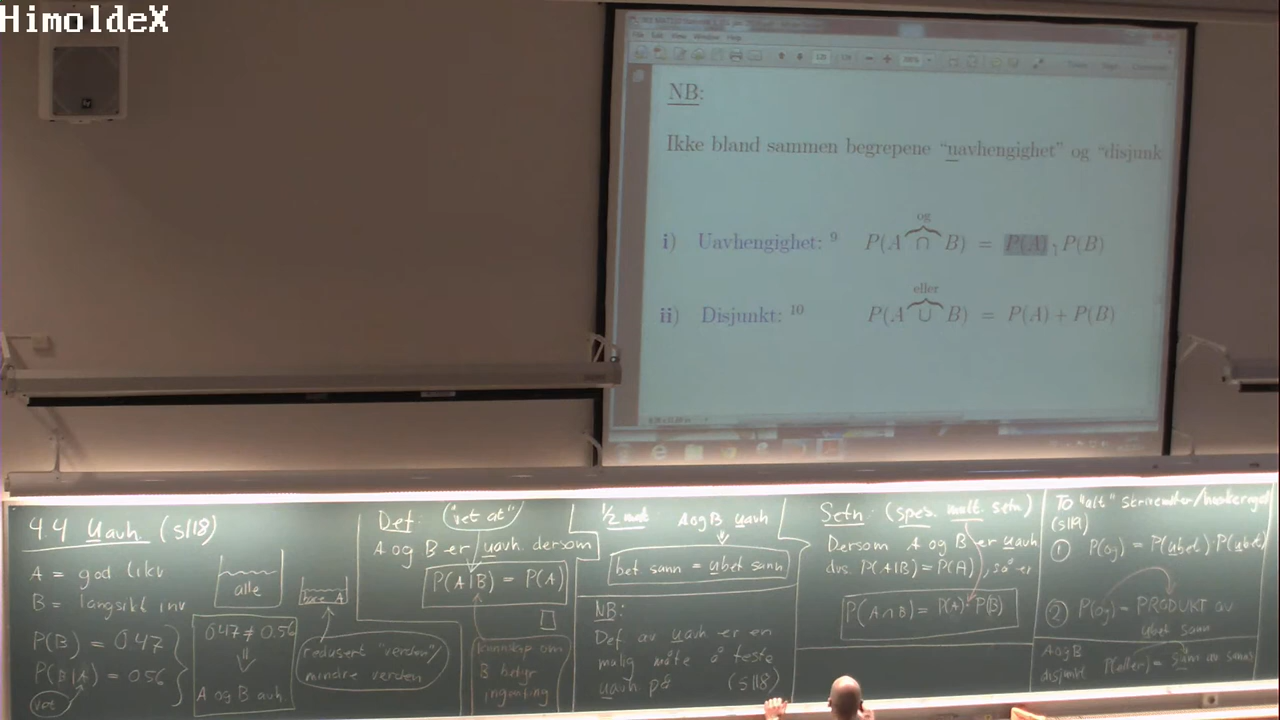 HimoldeX
NB:
Ikke bland sammen begrepene “uavhengighet” og “disjunk
og
i) Uavhengighet: 9 P(A ∩ B) = P(A) P(B)
eller
ii) Disjunkt: 10 P(A ∪ B) = P(A) + P(B)
4.4 Uavh. (s118)
A = god likv
B = langsikt inv
P(B) = 0.47
P(B|A) = 0.56
vet
alle
bare A
0.47 ≠ 0.56
A og B avh.
redusert "verden"/
mindre verden
Def: "vet at"
A og B er uavh. dersom
P(A|B) = P(A)
kunnskap om
B betyr
ingenting
1/2 mat: A og B uavh
bet sann = ubet sann
NB:
Def av uavh er en
mulig måte å teste
uavh på (s118)
Setn: (spes. mult. setn)
Dersom A og B er uavh
dvs. P(A|B) = P(A), så er
P(A ∩ B) = P(A) · P(B)
To "alt" skrivemåter/huskeregel
(s119)
1 P(og) = P(ubet) · P(ubet)
2 P(og) = PRODUKT av
ubet sann
A og B
disjunkt P(eller) = Sum av sanns